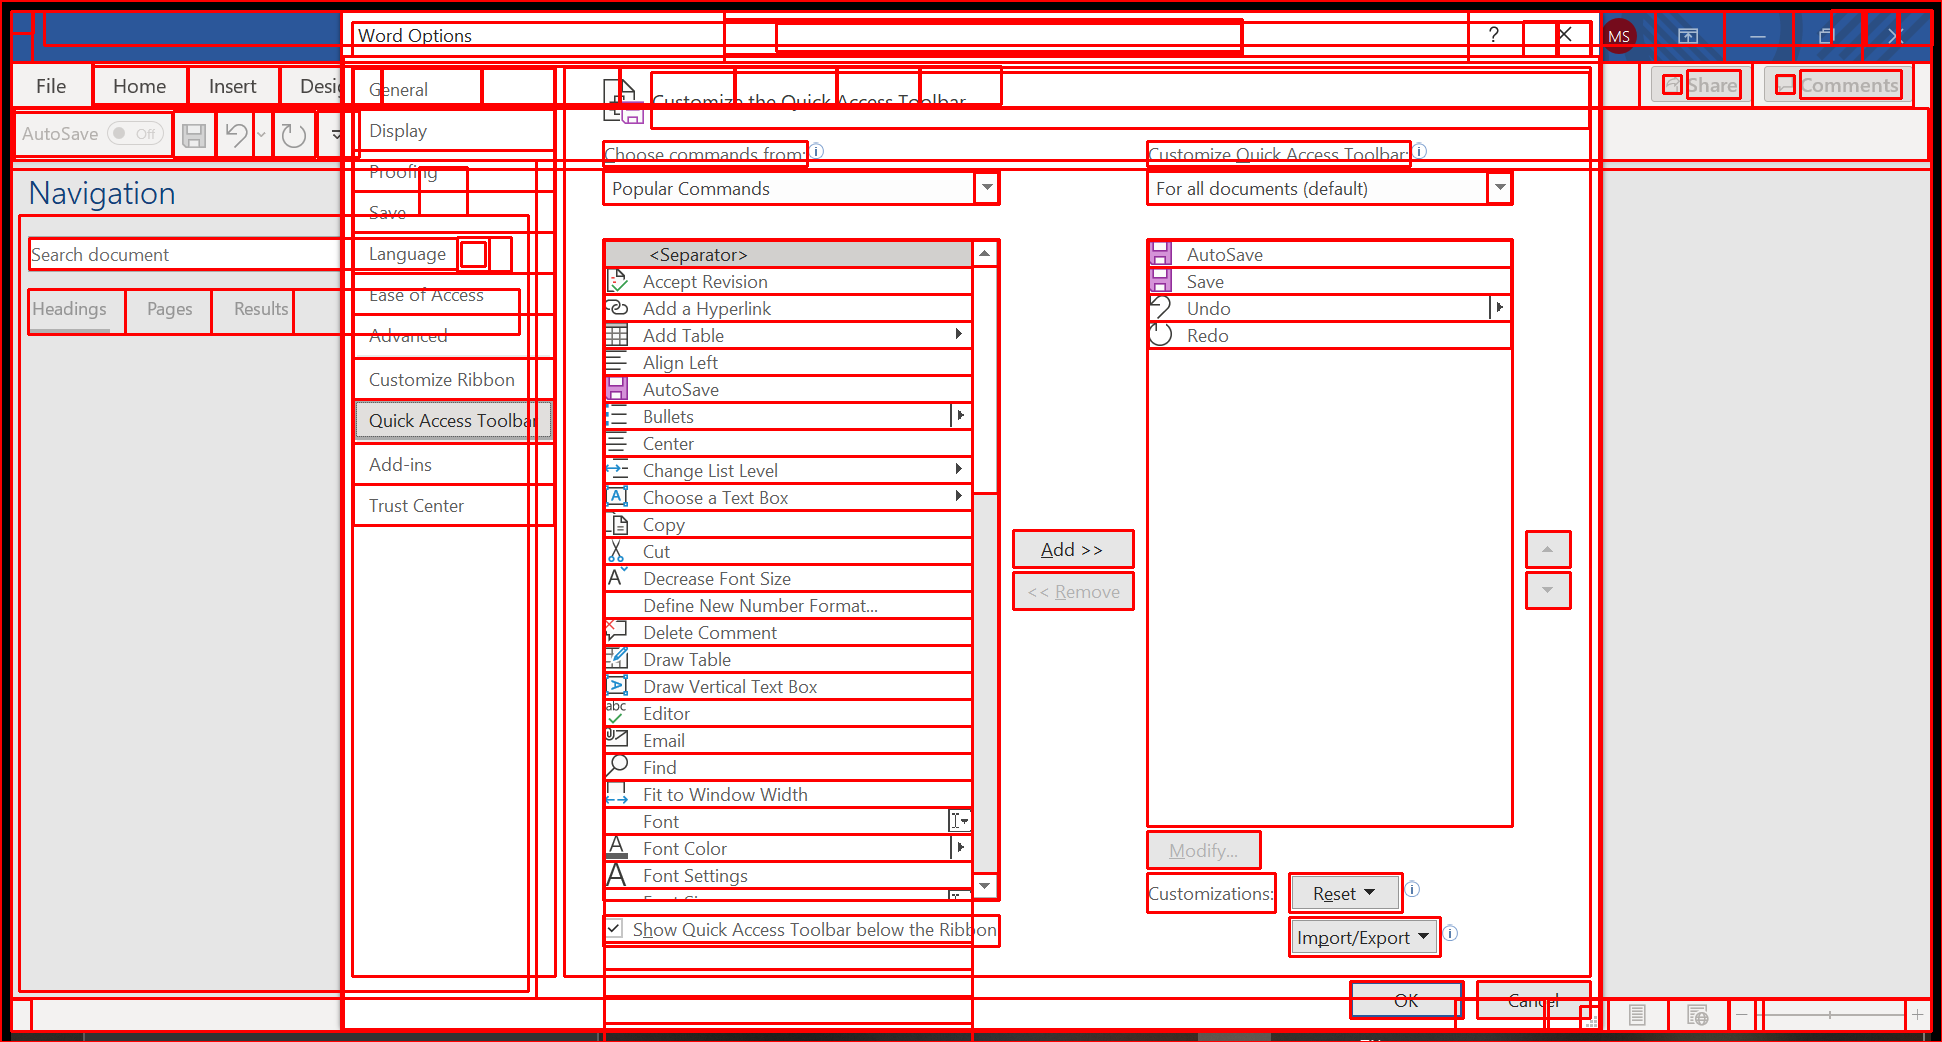 Word Options
?
MS
File
Home
Insert
General
Share
Comments
Customize the Quick Access Toolbar
AutoSave
Off
Display
Choose commands from:
Customize Quick Access Toolbar:
Proofing
Navigation
Popular Commands
For all documents (default)
Save
Search document
Language
<Separator>
AutoSave
Accept Revision
Save
Headings
Pages
Results
Ease of Access
Add a Hyperlink
Undo
Advanced
Add Table
Redo
Align Left
Customize Ribbon
AutoSave
Quick Access Toolbar
Bullets
Center
Add-ins
Change List Level
Trust Center
Choose a Text Box
Copy
Cut
Add >>
Decrease Font Size
<< Remove
Define New Number Format...
Delete Comment
Draw Table
Draw Vertical Text Box
abc
Editor
Email
Find
Fit to Window Width
Font
Font Color
Modify...
Font Settings
Customizations:
Reset
Show Quick Access Toolbar below the Ribbon
Import/Export
OK
Cancel